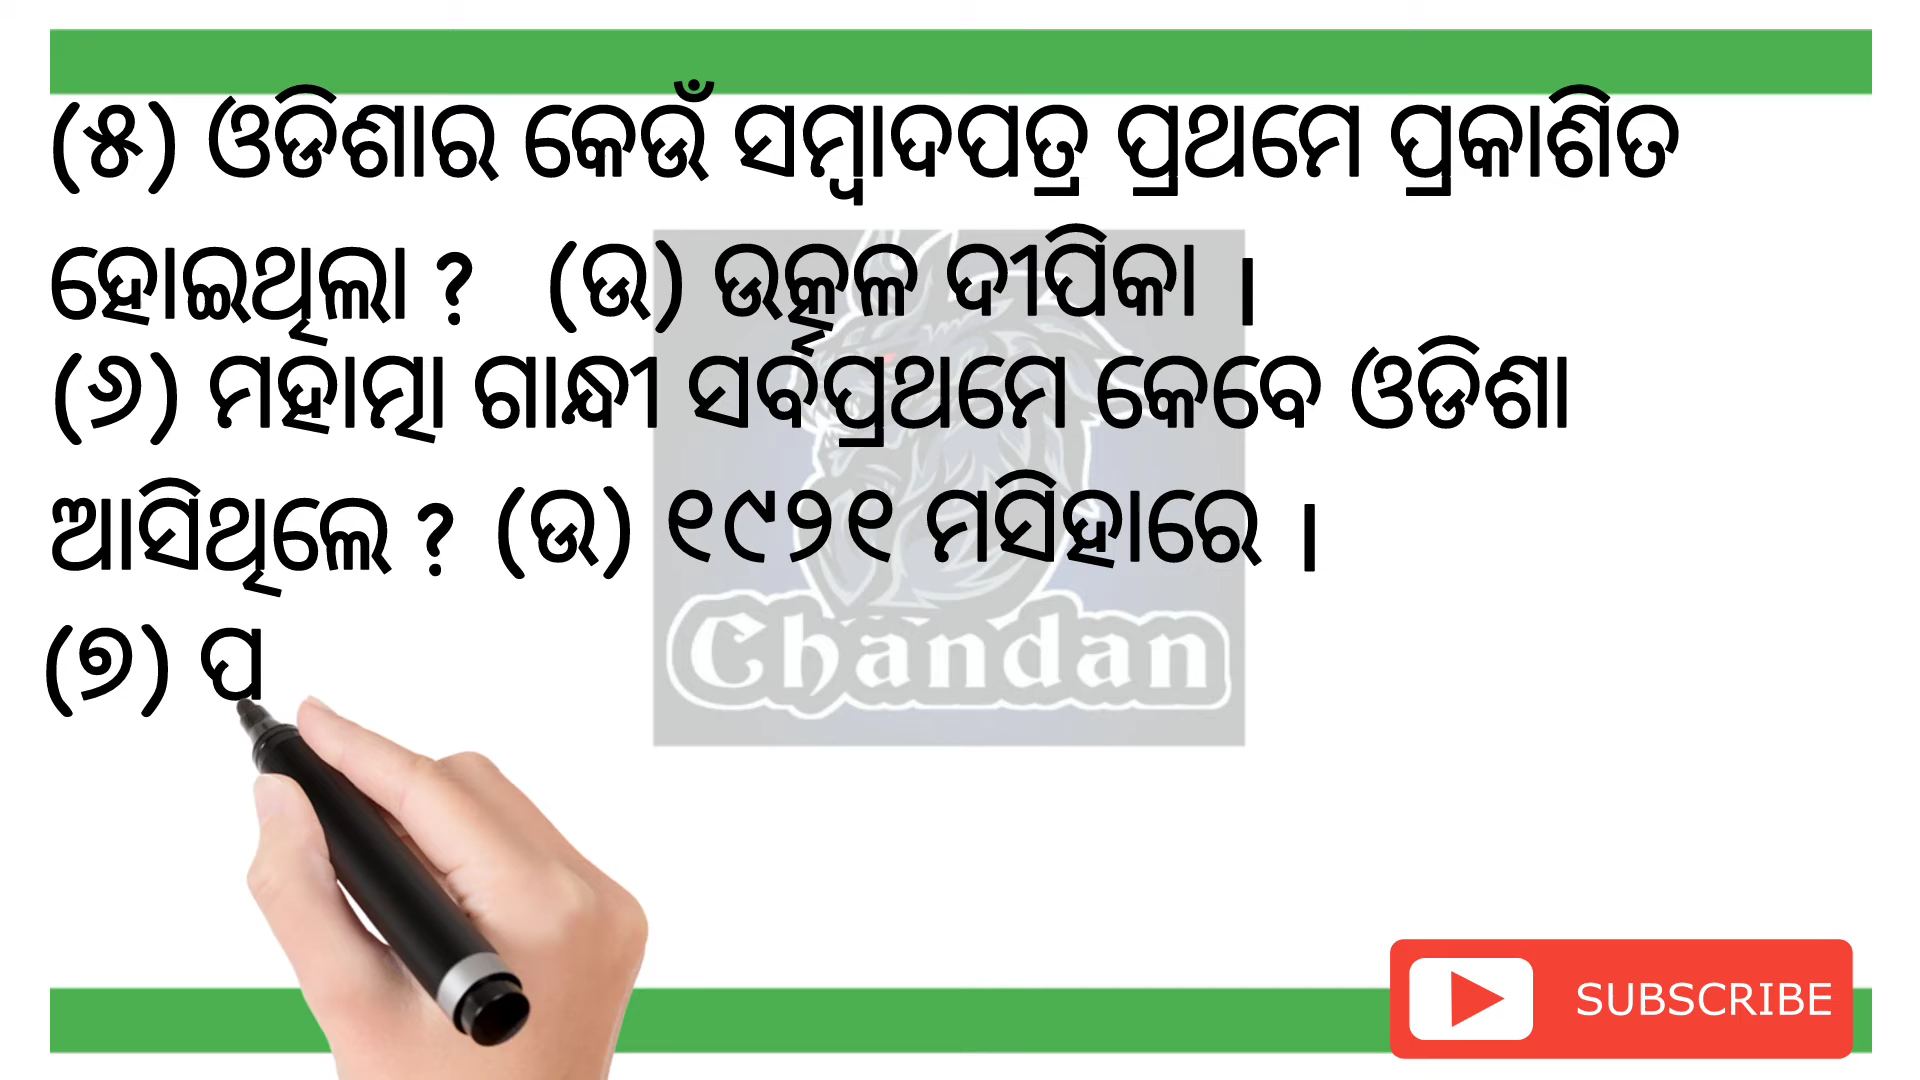 (୫) ଓଡିଶାର କେଉଁ ସମ୍ବାଦପତ୍ର ପ୍ରଥମେ ପ୍ରକାଶିତ
ହୋଇଥିଲା ? (ଉ) ଉତ୍କଳ ଦୀପିକା ।
(୬) ମହାତ୍ମା ଗାନ୍ଧୀ ସର୍ବପ୍ରଥମେ କେବେ ଓଡିଶା
ଆସିଥିଲେ ? (ଉ) ୧୯୨୧ ମସିହାରେ ।
(୭) ପ
Chandan
SUBSCRIBE